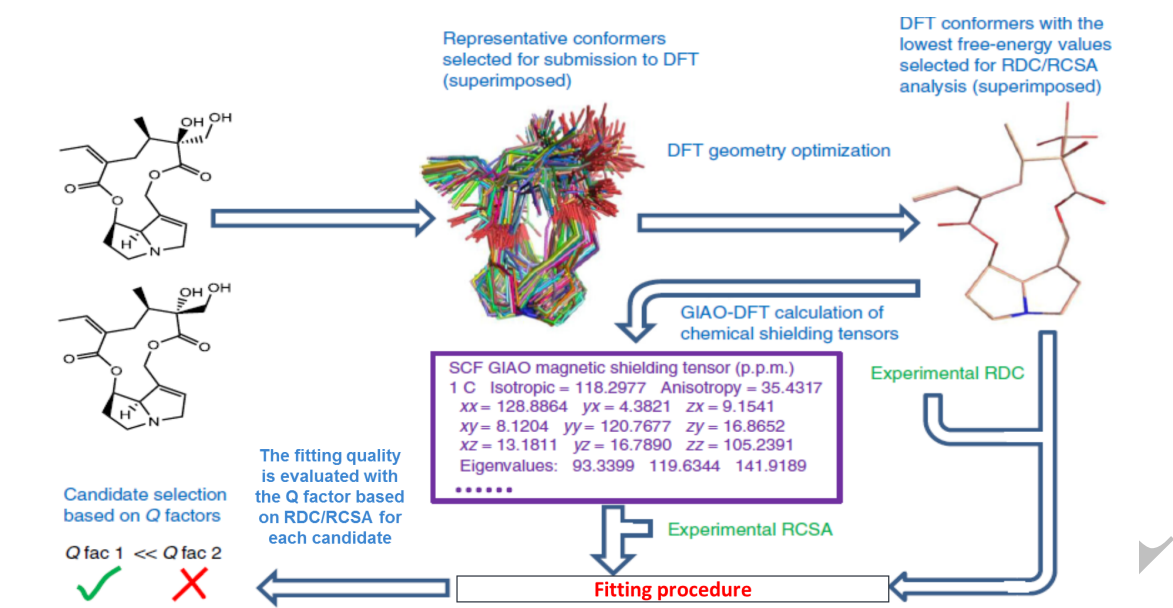 Representative conformers
selected for submission to DFT
(superimposed)
DFT conformers with the
lowest free-energy values
selected for RDC/RCSA
analysis (superimposed)
OH
OH
O
O
O
O
H
N
DFT geometry optimization
OH
OH
O
O
O
O
H
N
GIAO-DFT calculation of
chemical shielding tensors
SCF GIAO magnetic shielding tensor (p.p.m.)
1 C Isotropic = 118.2977 Anisotropy = 35.4317
xx = 128.8864 yx = 4.3821 zx = 9.1541
xy = 8.1204 yy = 120.7677 zy = 16.8652
xz = 13.1811 yz = 16.7890 zz = 105.2391
Eigenvalues: 93.3399 119.6344 141.9189
......
Experimental RDC
The fitting quality
is evaluated with
the Q factor based
on RDC/RCSA for
each candidate
Candidate selection
based on Q factors
Q fac 1 << Q fac 2
Experimental RCSA
Fitting procedure